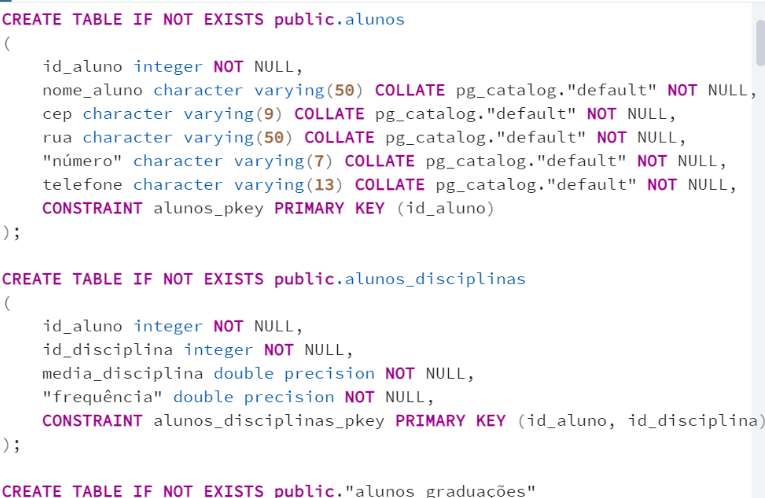 CREATE TABLE IF NOT EXISTS public.alunos
(
    id_aluno integer NOT NULL,
    nome_aluno character varying(50) COLLATE pg_catalog."default" NOT NULL,
    cep character varying(9) COLLATE pg_catalog."default" NOT NULL,
    rua character varying(50) COLLATE pg_catalog."default" NOT NULL,
    "número" character varying(7) COLLATE pg_catalog."default" NOT NULL,
    telefone character varying(13) COLLATE pg_catalog."default" NOT NULL,
    CONSTRAINT alunos_pkey PRIMARY KEY (id_aluno)
);
CREATE TABLE IF NOT EXISTS public.alunos_disciplinas
(
    id_aluno integer NOT NULL,
    id_disciplina integer NOT NULL,
    media_disciplina double precision NOT NULL,
    "frequência" double precision NOT NULL,
    CONSTRAINT alunos_disciplinas_pkey PRIMARY KEY (id_aluno, id_disciplina)
);
CREATE TABLE IF NOT EXISTS public."alunos_graduações"